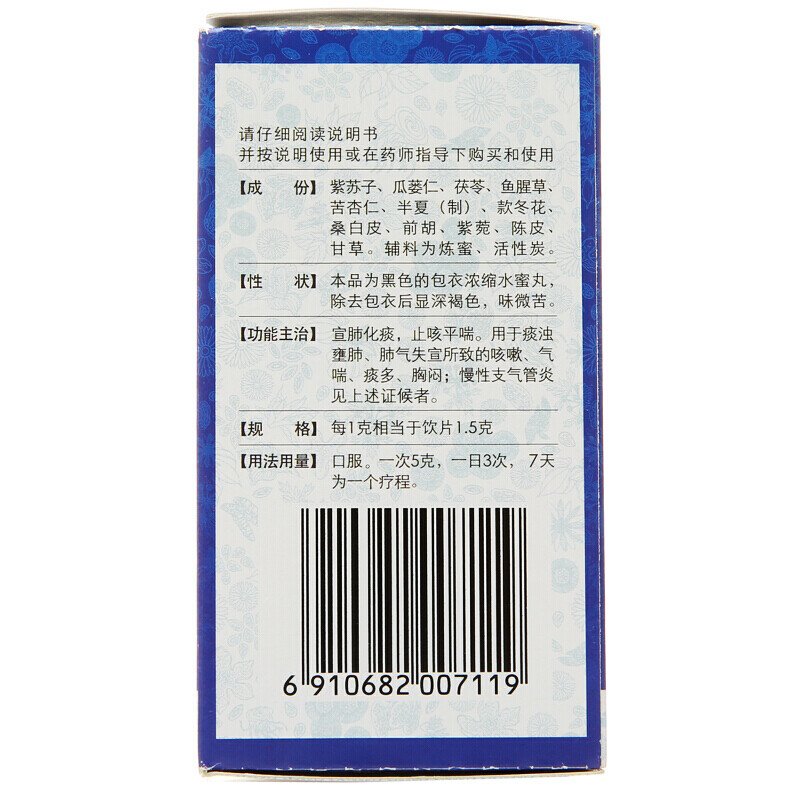 请仔细阅读说明书
并按说明使用或在药师指导下购买和使用
【成 份】 紫苏子、瓜蒌仁、茯苓、鱼腥草、
苦杏仁、半夏（制）、款冬花、
桑白皮、前胡、紫菀、陈皮、
甘草。辅料为炼蜜、活性炭。
【性 状】 本品为黑色的包衣浓缩水蜜丸，
除去包衣后显深褐色，味微苦。
【功能主治】 宣肺化痰，止咳平喘。用于痰浊
壅肺、肺气失宣所致的咳嗽、气
喘、痰多、胸闷；慢性支气管炎
见上述证候者。
【规 格】 每1克相当于饮片1.5克
【用法用量】 口服。一次5克，一日3次，7天
为一个疗程。
6 910682 007119